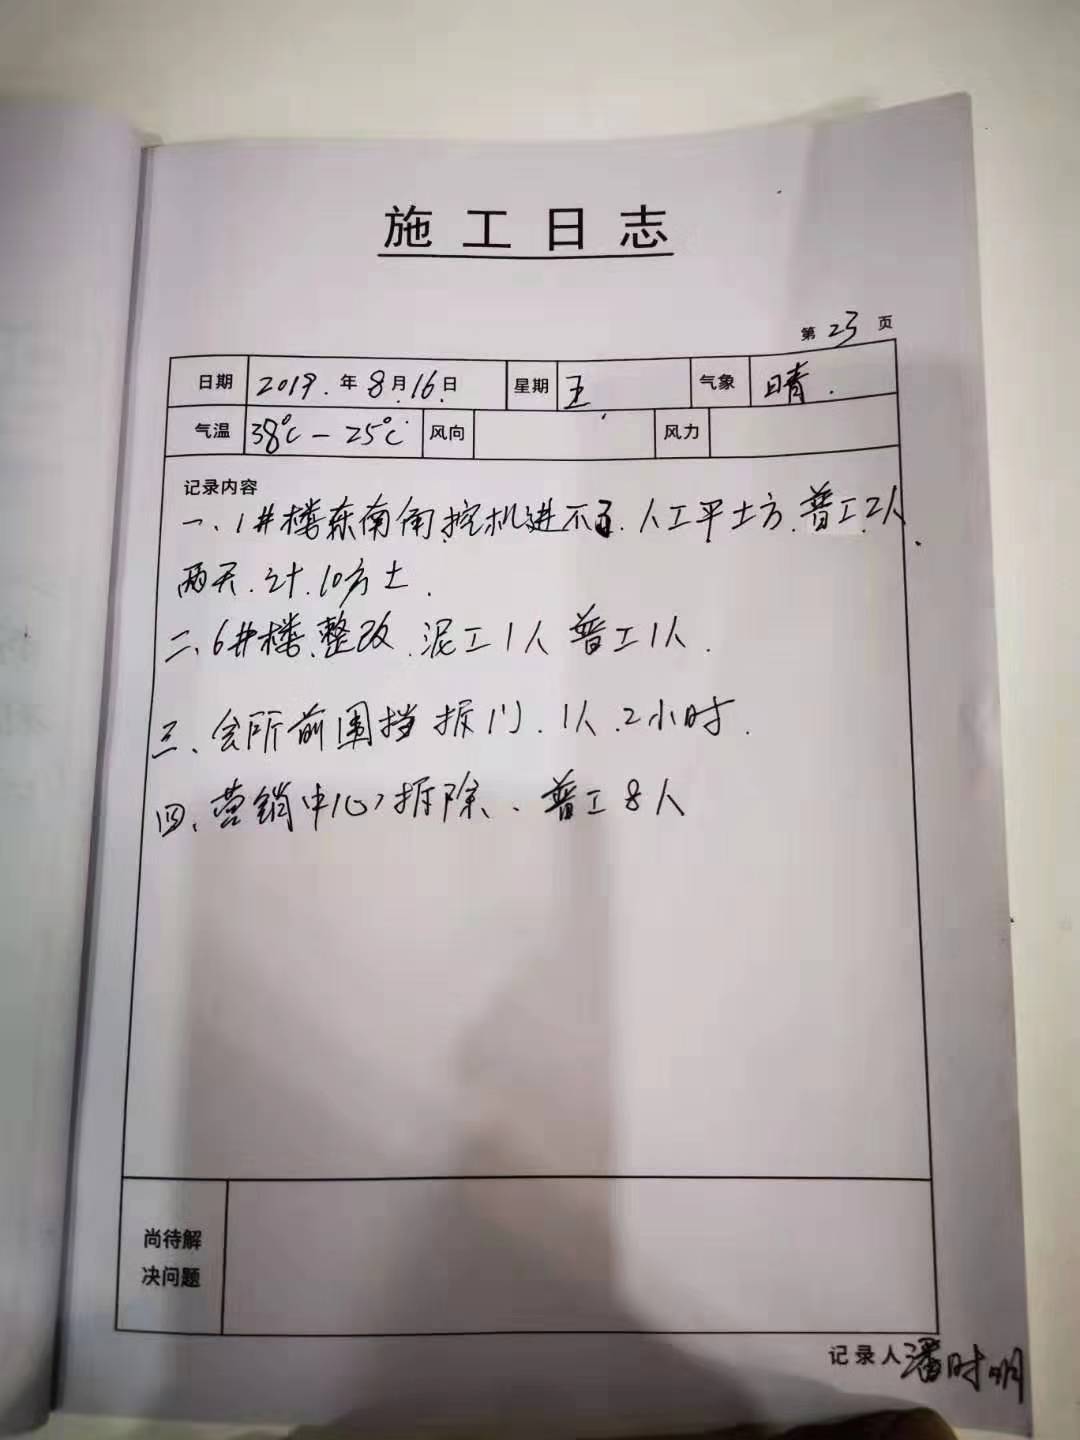 施工日志
第 23 页
日期 2019.年8月16.日 星期 五 气象 晴.
气温 38℃-25℃ 风向 风力
记录内容
一、1#楼东南角挖机进不了.人工平土方.普工2人.
两天.计.10方土.
二、6#楼.整改.泥工1人 普工1人.
三、会所前围挡拆门.1人.2小时.
四、营销中心拆除、普工8人
尚待解
决问题
记录人 潘时明